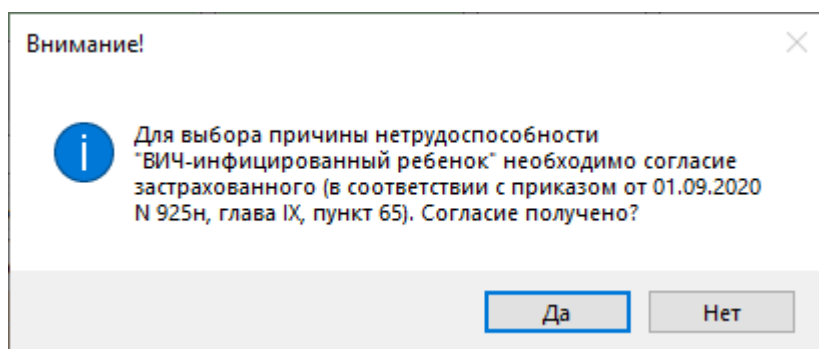 Внимание!
Для выбора причины нетрудоспособности
"ВИЧ-инфицированный ребенок" необходимо согласие
застрахованного (в соответствии с приказом от 01.09.2020
N 925н, глава IX, пункт 65). Согласие получено?
Да
Нет